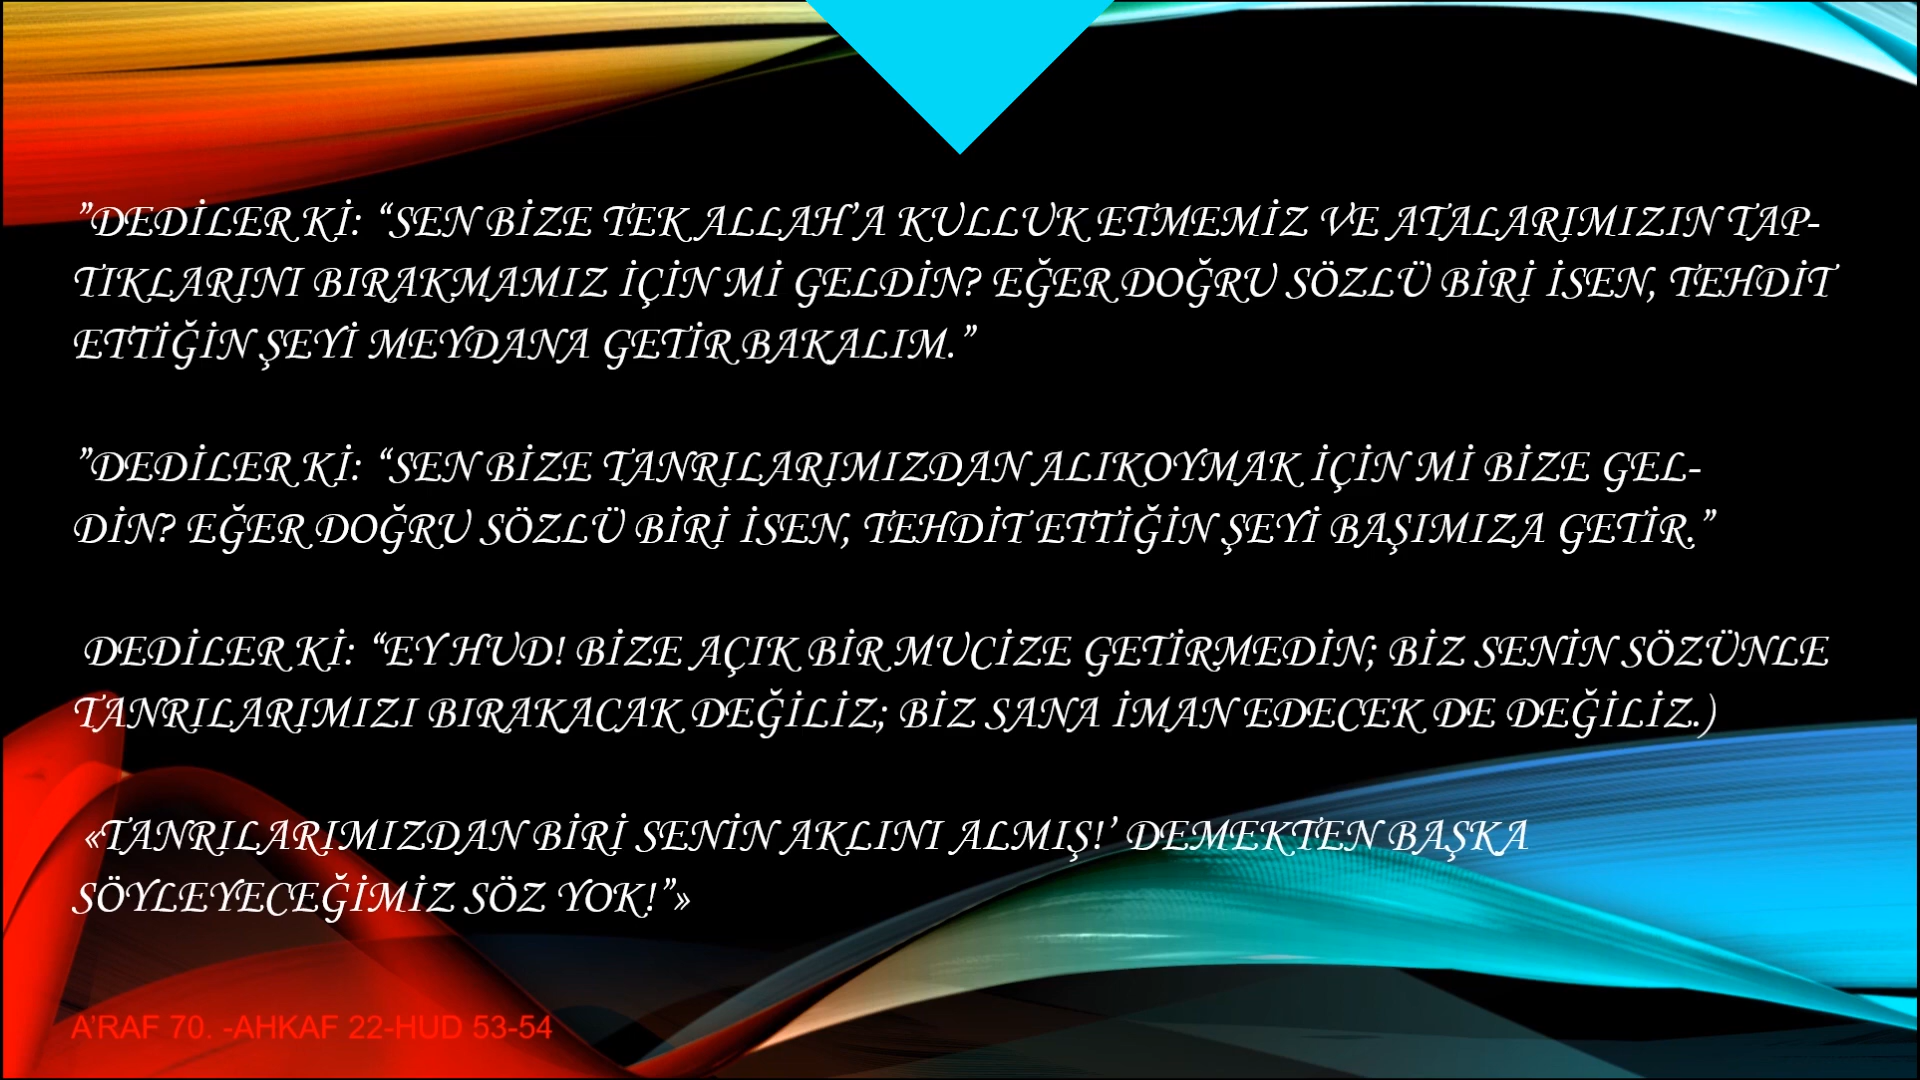 ”DEDİLER Kİ: “SEN BİZE TEK ALLAH’A KULLUK ETMEMİZ VE ATALARIMIZIN TAP-
TIKLARINI BIRAKMAMIZ İÇİN Mİ GELDİN? EĞER DOĞRU SÖZLÜ BİRİ İSEN, TEHDİT
ETTİĞİN ŞEYİ MEYDANA GETİR BAKALIM.”
”DEDİLER Kİ: “SEN BİZE TANRILARIMIZDAN ALIKOYMAK İÇİN Mİ BİZE GEL-
DİN? EĞER DOĞRU SÖZLÜ BİRİ İSEN, TEHDİT ETTİĞİN ŞEYİ BAŞIMIZA GETİR.”
DEDİLER Kİ: “EY HUD! BİZE AÇIK BİR MUCİZE GETİRMEDİN; BİZ SENİN SÖZÜNLE
TANRILARIMIZI BIRAKACAK DEĞİLİZ; BİZ SANA İMAN EDECEK DE DEĞİLİZ.)
«TANRILARIMIZDAN BİRİ SENİN AKLINI ALMIŞ!’ DEMEKTEN BAŞKA
SÖYLEYECEĞİMİZ SÖZ YOK!”»
A’RAF 70. -AHKAF 22-HUD 53-54